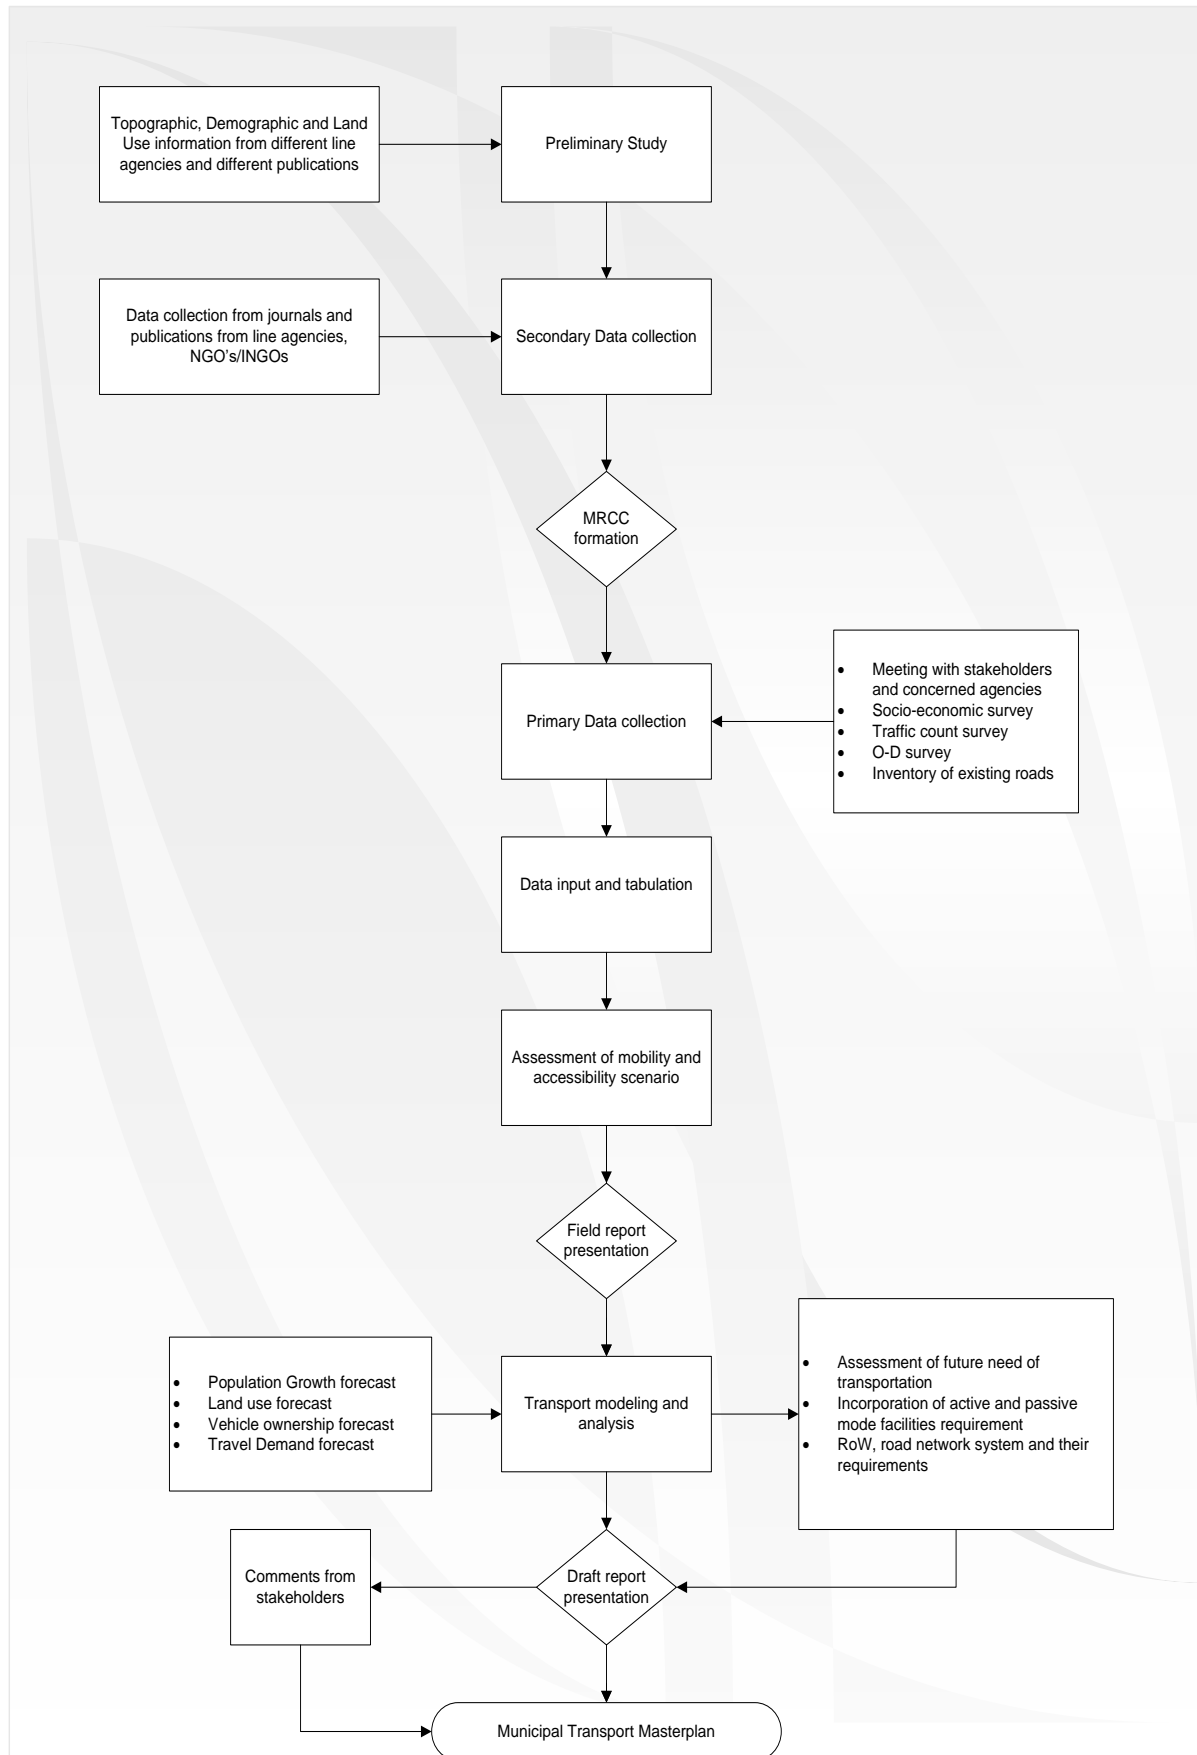 Topographic, Demographic and Land
Use information from different line
agencies and different publications
Preliminary Study
Data collection from journals and
publications from line agencies,
NGO's/INGOs
Secondary Data collection
MRCC
formation
Primary Data collection
• Meeting with stakeholders
and concerned agencies
• Socio-economic survey
• Traffic count survey
• O-D survey
• Inventory of existing roads
Data input and tabulation
Assessment of mobility and
accessibility scenario
Field report
presentation
• Population Growth forecast
• Land use forecast
• Vehicle ownership forecast
• Travel Demand forecast
Transport modeling and
analysis
• Assessment of future need of
transportation
• Incorporation of active and passive
mode facilities requirement
• RoW, road network system and their
requirements
Comments from
stakeholders
Draft report
presentation
Municipal Transport Masterplan